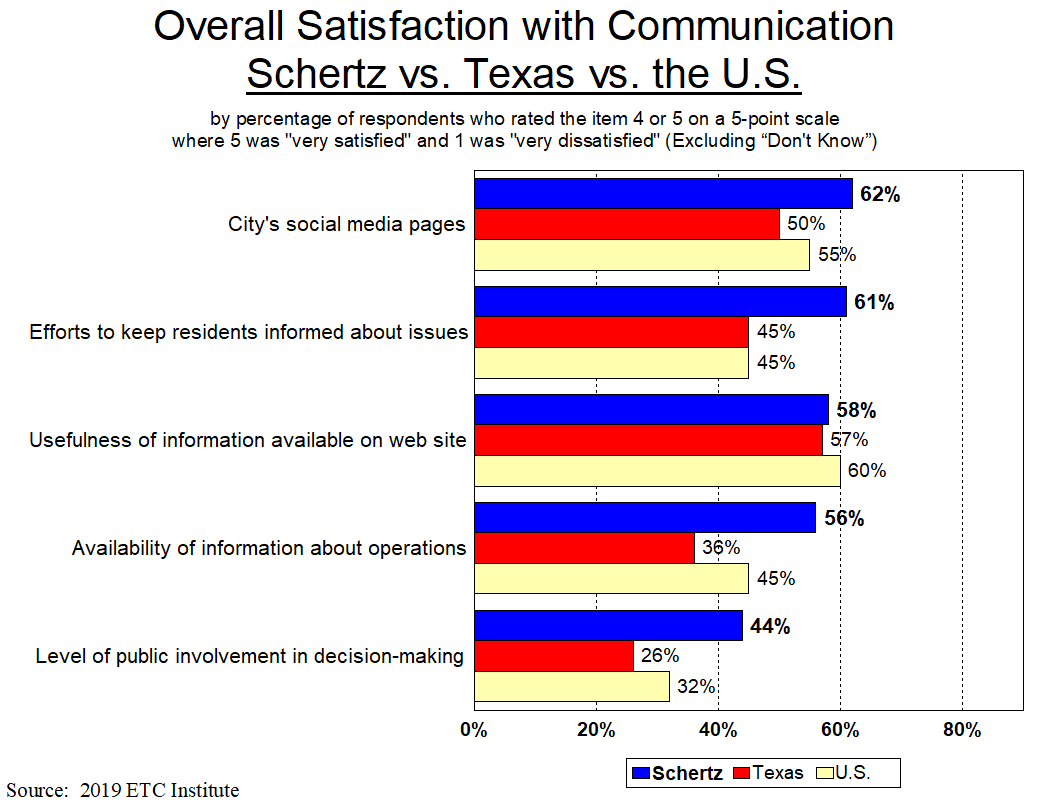 Overall Satisfaction with Communication
Schertz vs. Texas vs. the U.S.
by percentage of respondents who rated the item 4 or 5 on a 5-point scale
where 5 was "very satisfied" and 1 was "very dissatisfied" (Excluding “Don't Know”)
City's social media pages
62%
50%
55%
Efforts to keep residents informed about issues
61%
45%
45%
Usefulness of information available on web site
58%
57%
60%
Availability of information about operations
56%
36%
45%
Level of public involvement in decision-making
44%
26%
32%
0% 20% 40% 60% 80%
Schertz Texas U.S.
Source: 2019 ETC Institute